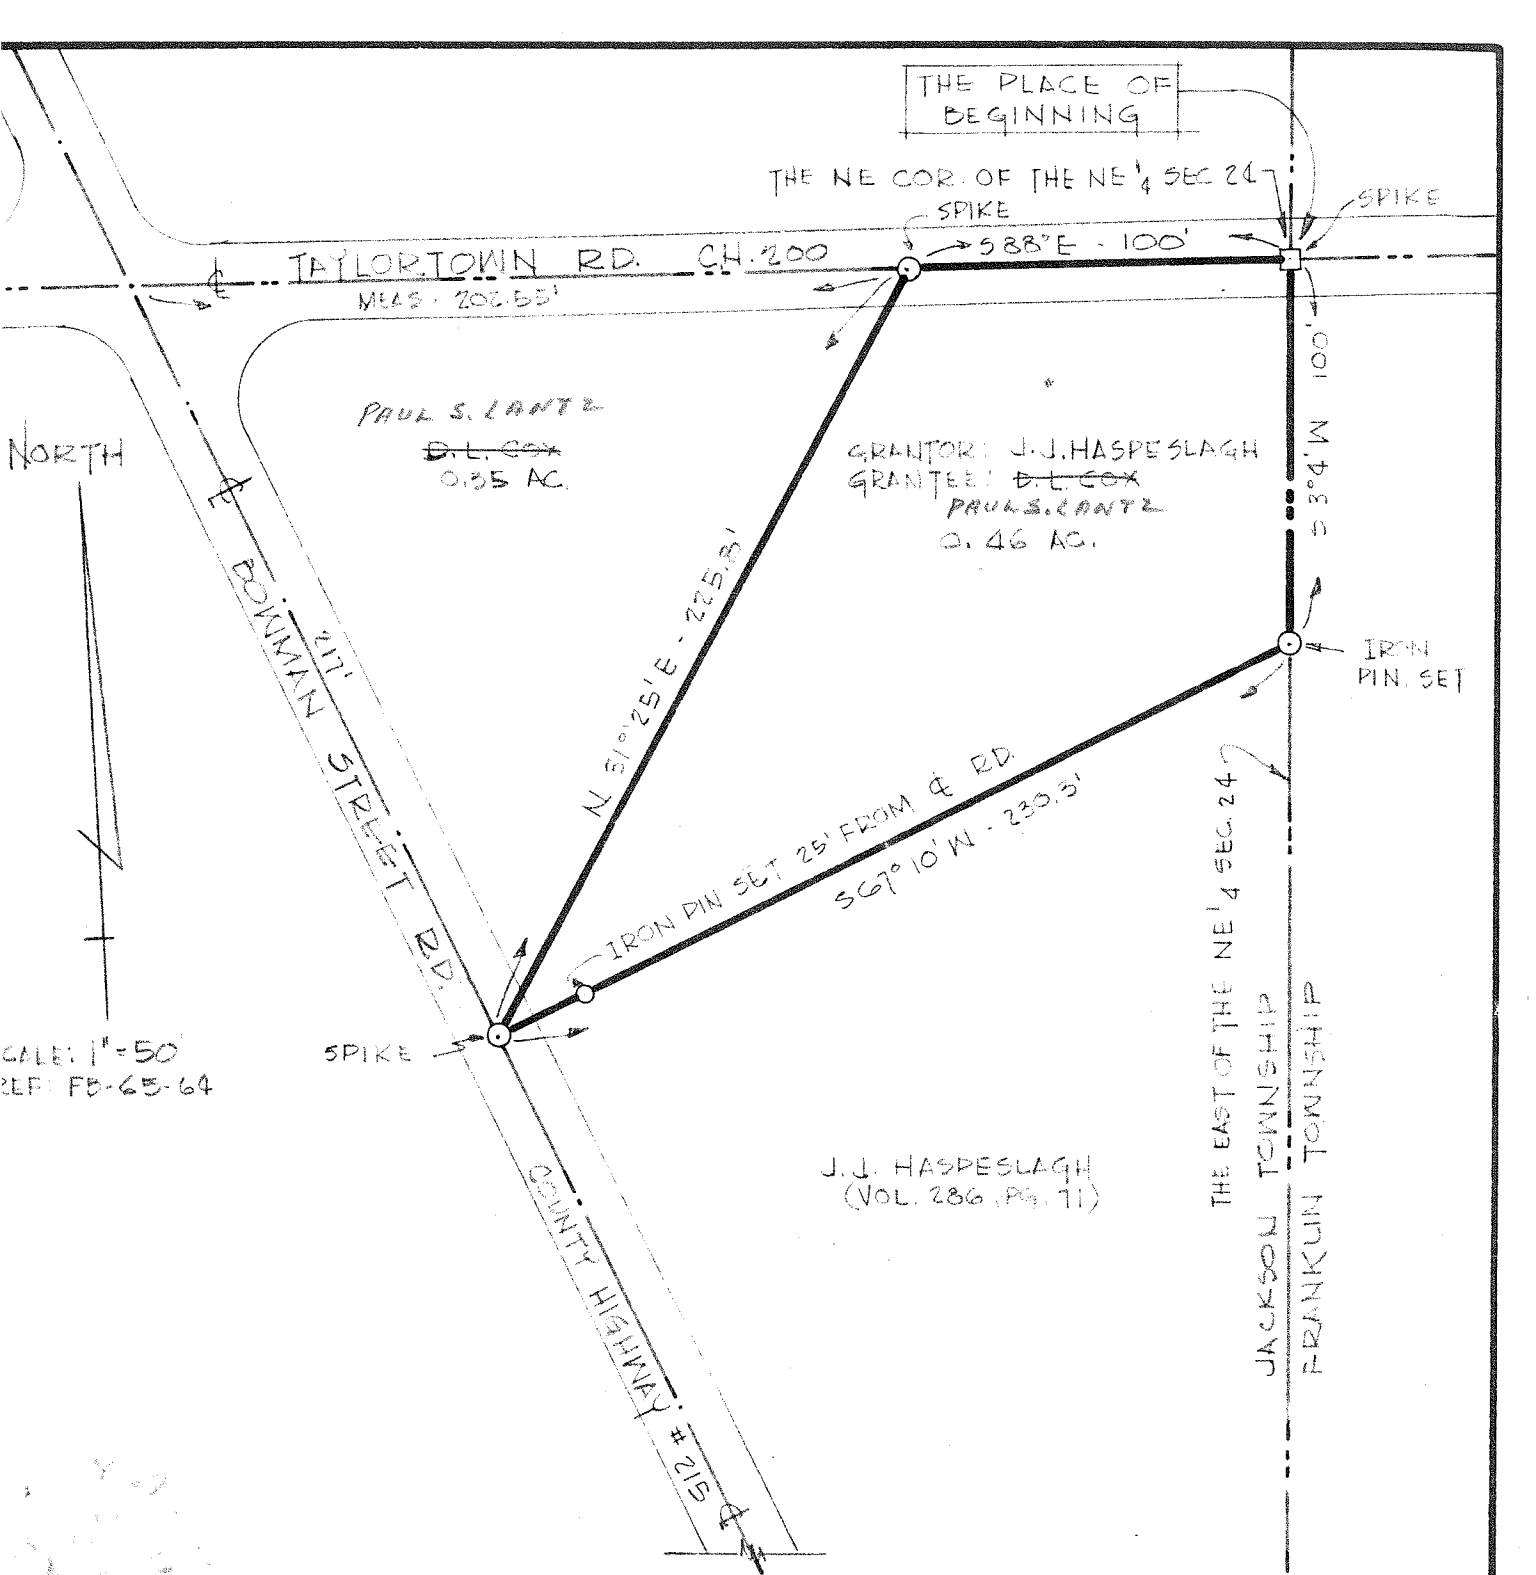 THE PLACE OF
BEGINNING
THE NE COR. OF THE NE 1/4 SEC 24
SPIKE
SPIKE
S 88° E - 100'
TAYLORTOWN RD. C.H. 200
MEAS. 202.55'
℄
S 3°4' W 100'
PAUL S. LANTZ
D.L. COX
0.35 AC.
GRANTOR: J.J. HASPESLAGH
GRANTEE: D.L. COX
PAUL S. LANTZ
0.46 AC.
NORTH
℄
BOWMAN STREET RD.
217'
N 31° 25' E - 225.8'
IRON
PIN SET
IRON PIN SET 25' FROM ℄ RD.
S 67° 10' W - 230.3'
THE EAST OF THE NE 1/4 SEC. 24
SPIKE
CALE: 1"=50'
REF: FB-65-64
J.J. HASPESLAGH
(VOL. 286 PG. 71)
JACKSON TOWNSHIP
FRANKLIN TOWNSHIP
COUNTY HIGHWAY # 512